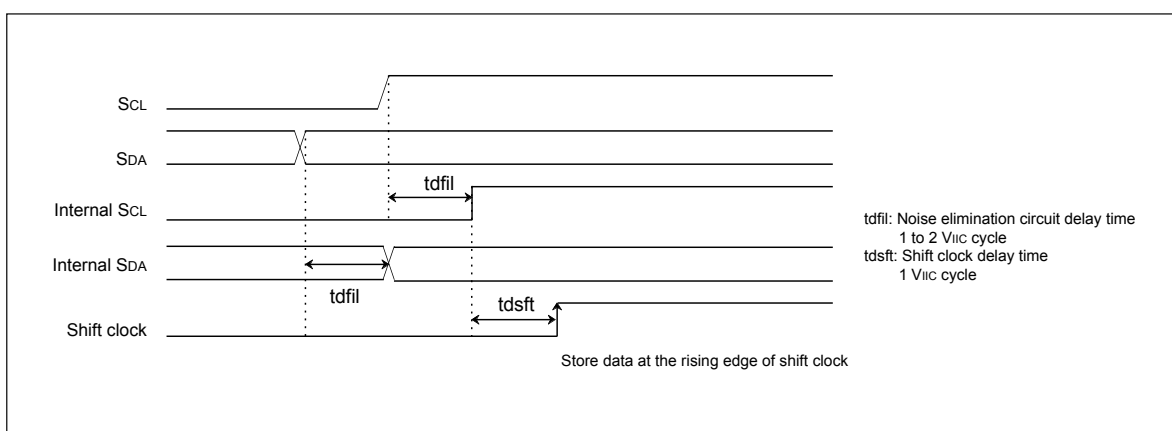 SCL
SDA
tdfil
Internal SCL
tdfil: Noise elimination circuit delay time
1 to 2 VIIC cycle
tdsft: Shift clock delay time
1 VIIC cycle
Internal SDA
tdfil
tdsft
Shift clock
Store data at the rising edge of shift clock